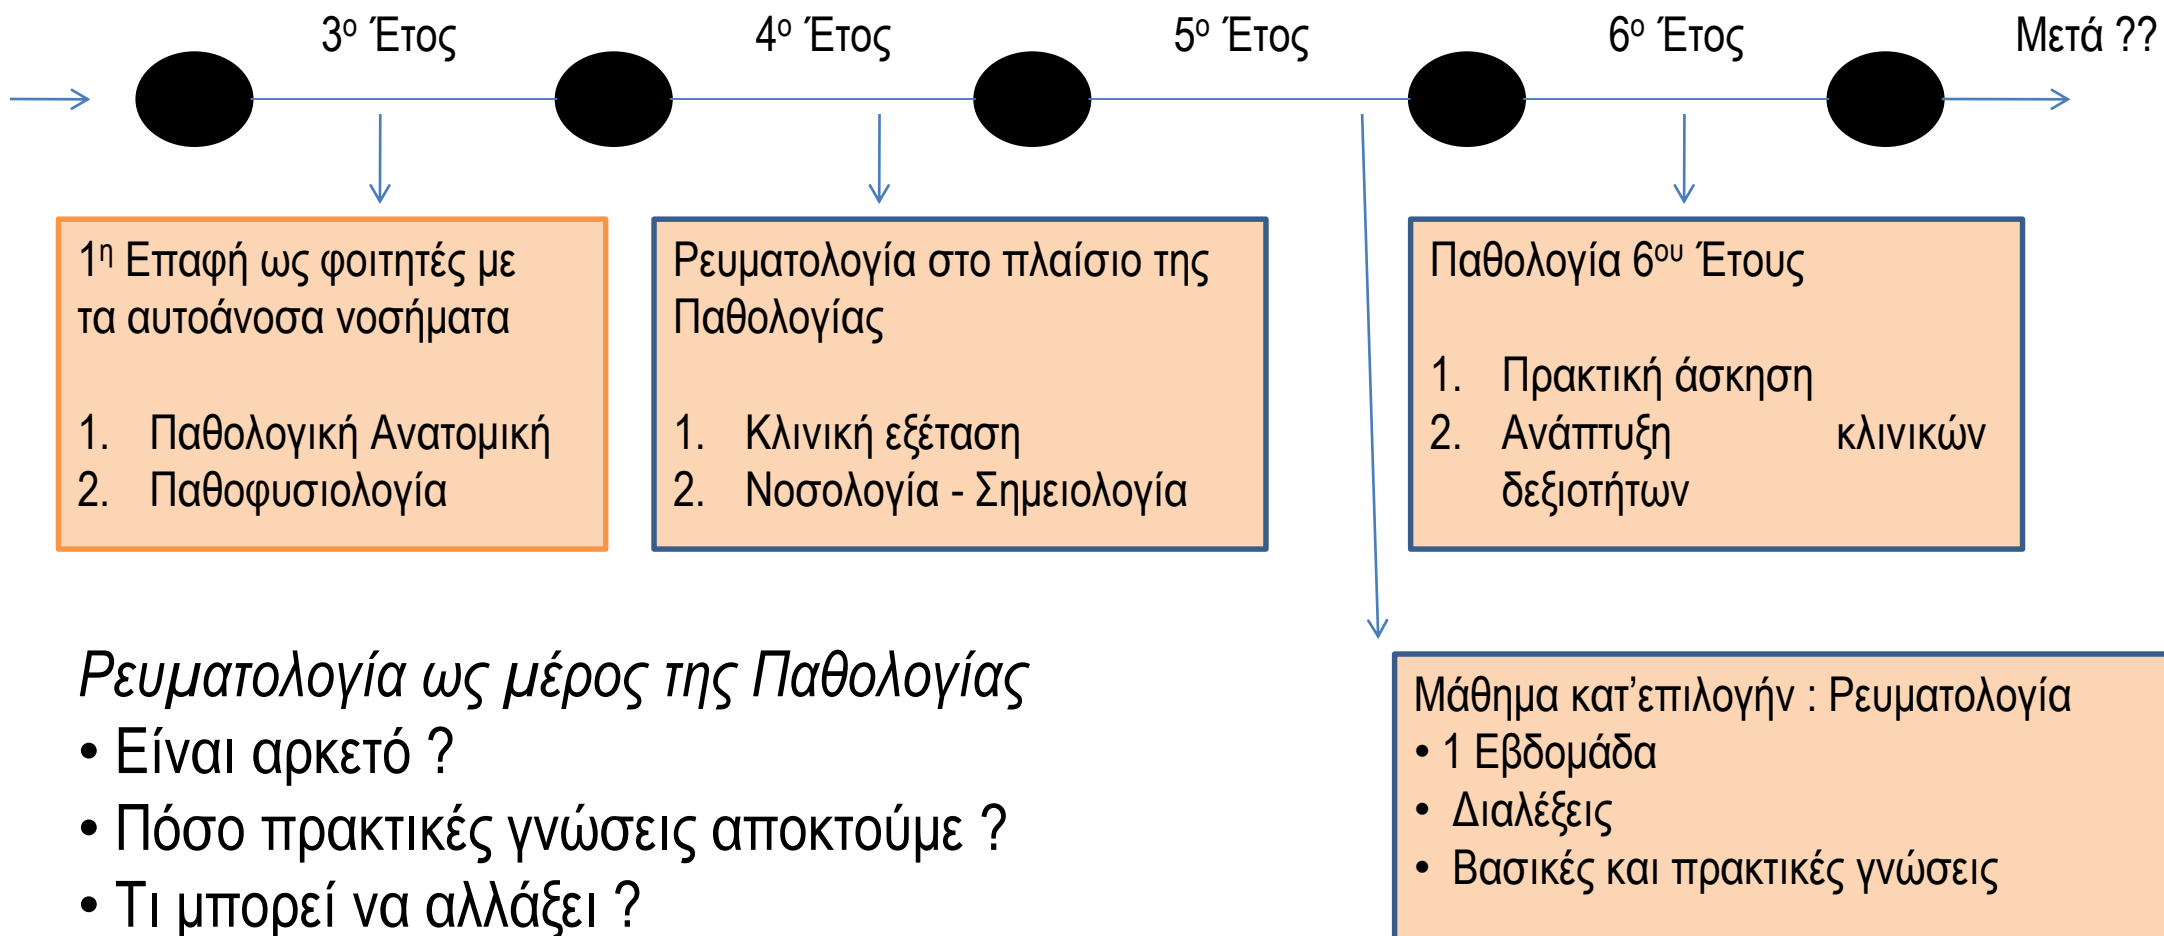 3ο Έτος
4ο Έτος
5ο Έτος
6ο Έτος
Μετά ??
1η Επαφή ως φοιτητές με
τα αυτοάνοσα νοσήματα
1. Παθολογική Ανατομική
2. Παθοφυσιολογία
Ρευματολογία στο πλαίσιο της
Παθολογίας
1. Κλινική εξέταση
2. Νοσολογία - Σημειολογία
Παθολογία 6ου Έτους
1. Πρακτική άσκηση
2. Ανάπτυξη κλινικών
δεξιοτήτων
Ρευματολογία ως μέρος της Παθολογίας
• Είναι αρκετό ?
• Πόσο πρακτικές γνώσεις αποκτούμε ?
• Τι μπορεί να αλλάξει ?
Μάθημα κατ’επιλογήν : Ρευματολογία
• 1 Εβδομάδα
• Διαλέξεις
• Βασικές και πρακτικές γνώσεις